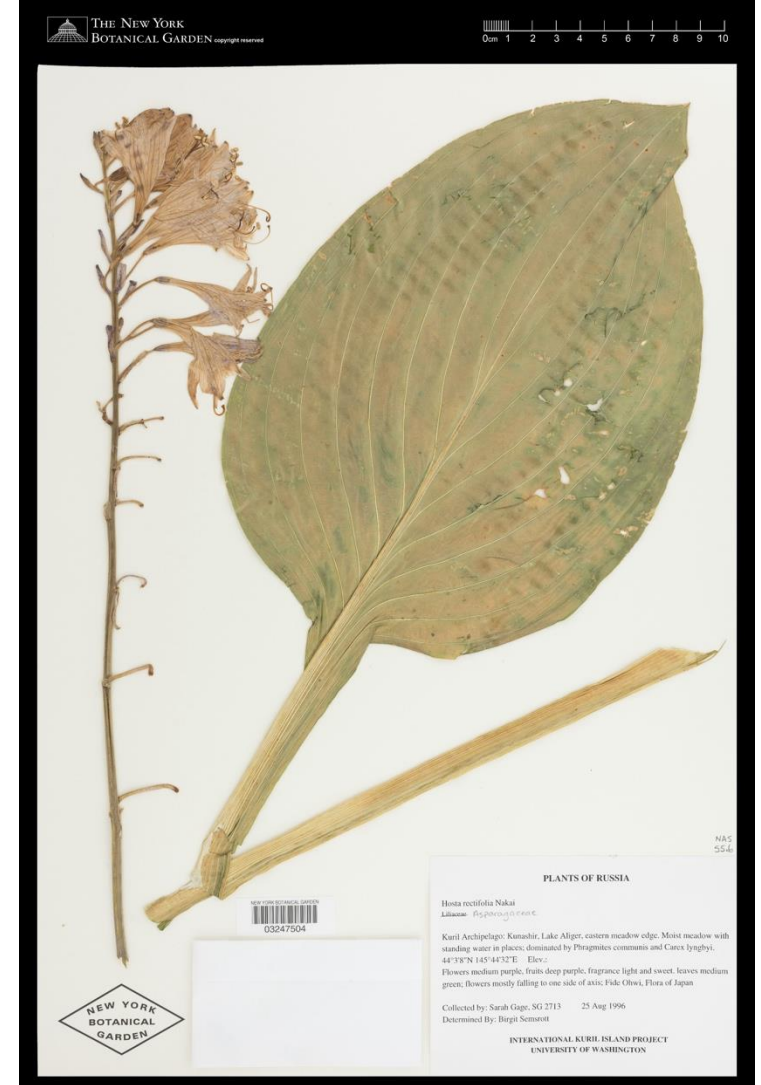 THE NEW YORK
BOTANICAL GARDEN copyright reserved
0cm 1 2 3 4 5 6 7 8 9 10
NAS
PLANTS OF RUSSIA
Hosta rectifolia Nakai
Liliaceae Asparagaceae
Kuril Archipelago: Kunashir, Lake Aliger, eastern meadow edge. Moist meadow with
standing water in places; dominated by Phragmites communis and Carex lyngbyi.
44°3'8"N 145°44'32"E Elev.:
Flowers medium purple, fruits deep purple, fragrance light and sweet, leaves medium
green; flowers mostly falling to one side of axis; Fide Ohwi, Flora of Japan
Collected by: Sarah Gage, SG 2713 25 Aug 1996
Determined By: Birgit Semsrott
INTERNATIONAL KURIL ISLAND PROJECT
UNIVERSITY OF WASHINGTON
NEW YORK BOTANICAL GARDEN
03247504
NEW YORK
BOTANICAL
GARDEN